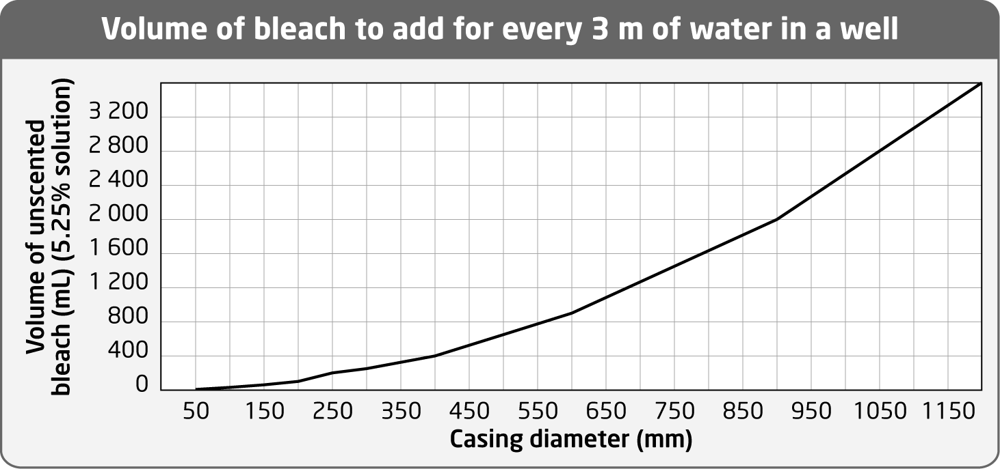 Volume of bleach to add for every 3 m of water in a well
Volume of unscented
bleach (mL) (5.25% solution)
3 200
2 800
2 400
2 000
1 600
1 200
800
400
0
50 150 250 350 450 550 650 750 850 950 1050 1150
Casing diameter (mm)